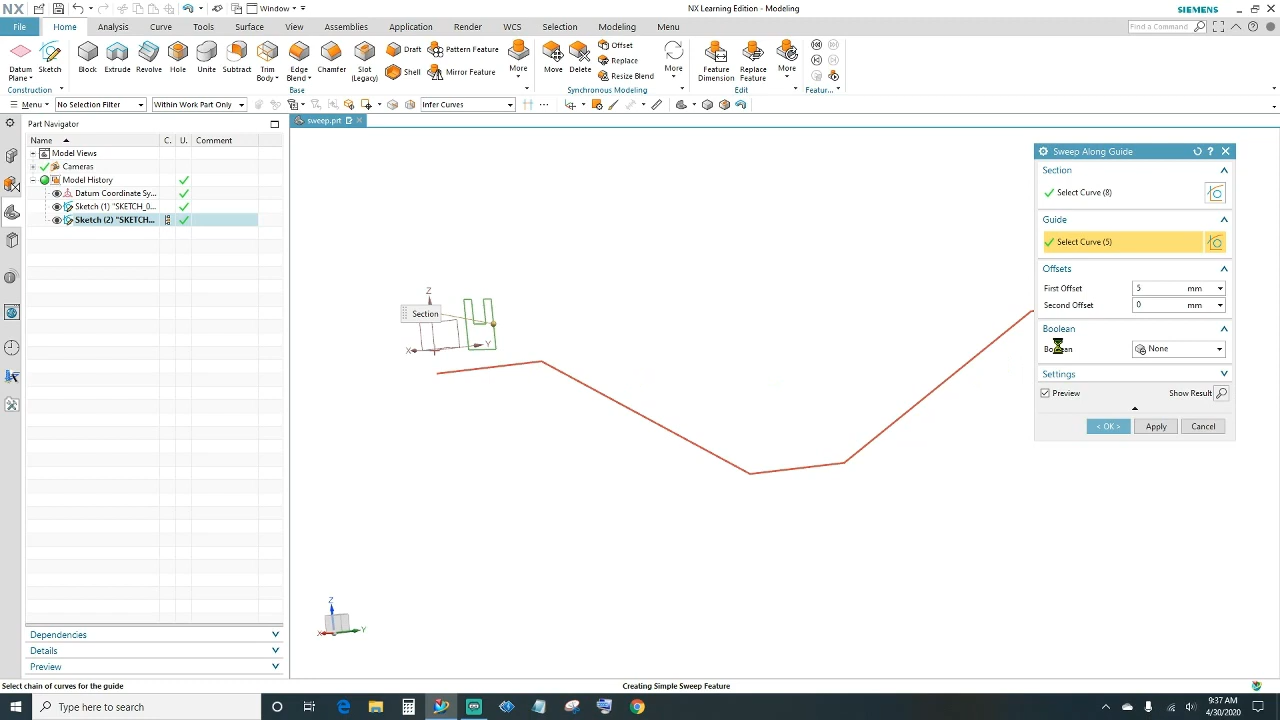 NX
Window
NX Learning Edition - Modeling
SIEMENS
File Home Analysis Curve Tools Surface View Assemblies Application Render WCS Selection Modeling Menu
Find a Command
Datum Plane
Sketch
Construction
Block
Extrude
Revolve
Hole
Unite
Subtract
Trim Body
Edge Blend
Chamfer
Slot (Legacy)
Draft
Shell
Pattern Feature
Mirror Feature
More
Base
Move
Delete
Offset
Replace
Resize Blend
More
Synchronous Modeling
Feature Dimension
Replace Feature
More
Edit
Featur...
Menu
No Selection Filter
Within Work Part Only
Infer Curves
Part Navigator
sweep.prt
Name C. U. Comment
Model Views
Cameras
Model History
Datum Coordinate Sy...
Sketch (1) "SKETCH_0...
Sketch (2) "SKETCH...
Dependencies
Details
Preview
Section
Z
X
Y
Z
X
Y
Sweep Along Guide
Section
Select Curve (8)
Guide
Select Curve (5)
Offsets
First Offset 5 mm
Second Offset 0 mm
Boolean
None
Settings
Preview
Show Result
< OK >
Apply
Cancel
Select chain of curves for the guide
Creating Simple Sweep Feature
Type here to search
9:37 AM
4/30/2020